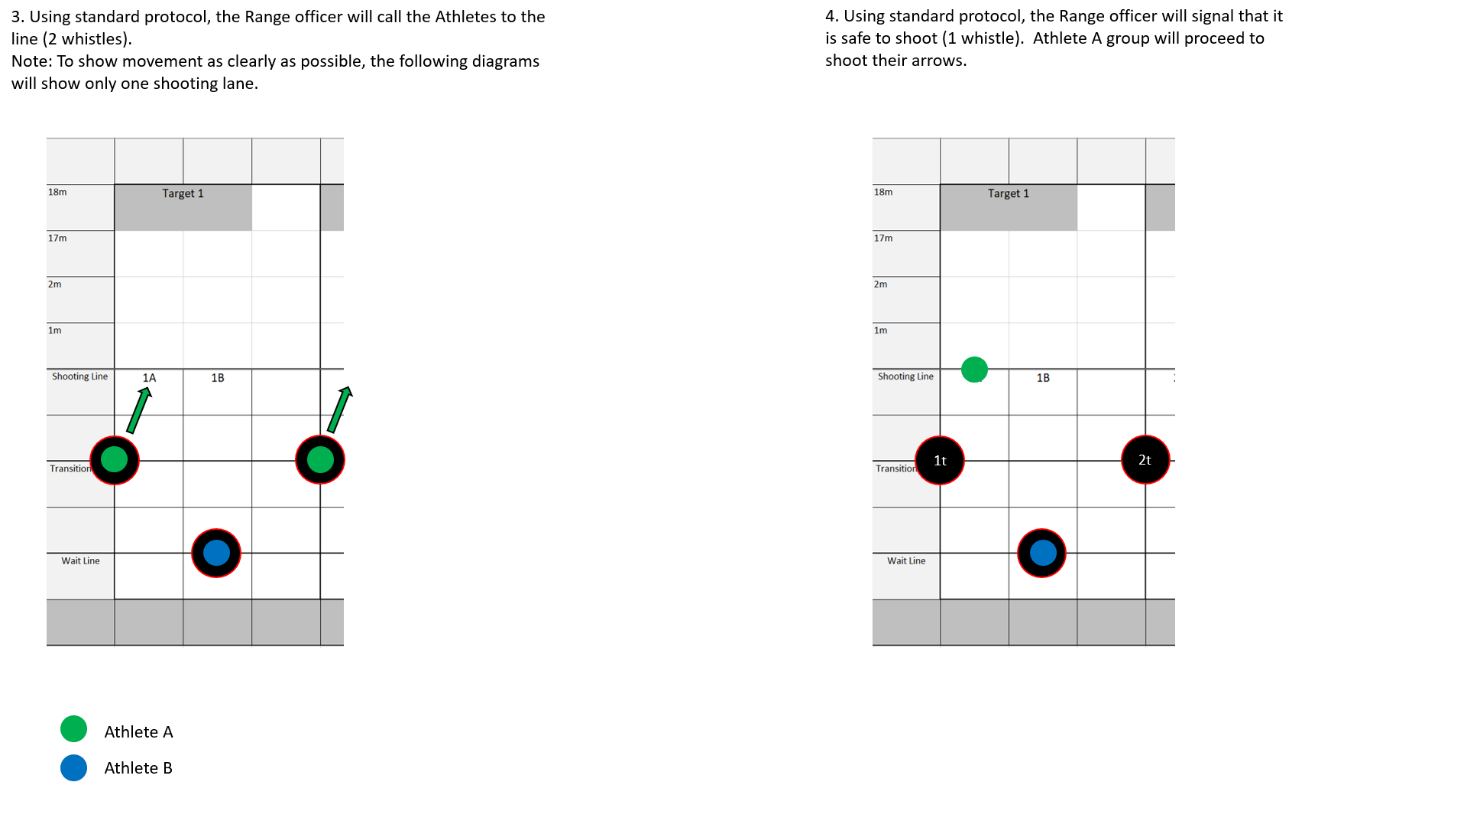 3. Using standard protocol, the Range officer will call the Athletes to the
line (2 whistles).
Note: To show movement as clearly as possible, the following diagrams
will show only one shooting lane.
18m
Target 1
17m
2m
1m
Shooting Line
1A
1B
Transition
Wait Line
Athlete A
Athlete B
4. Using standard protocol, the Range officer will signal that it
is safe to shoot (1 whistle).  Athlete A group will proceed to
shoot their arrows.
18m
Target 1
17m
2m
1m
Shooting Line
1B
Transition
1t
2t
Wait Line